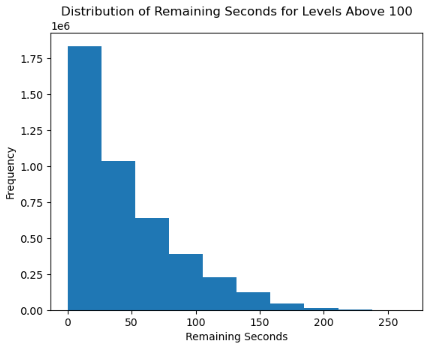 Distribution of Remaining Seconds for Levels Above 100
1e6
1.75
1.50
1.25
1.00
0.75
0.50
0.25
0.00
Frequency
0 50 100 150 200 250
Remaining Seconds